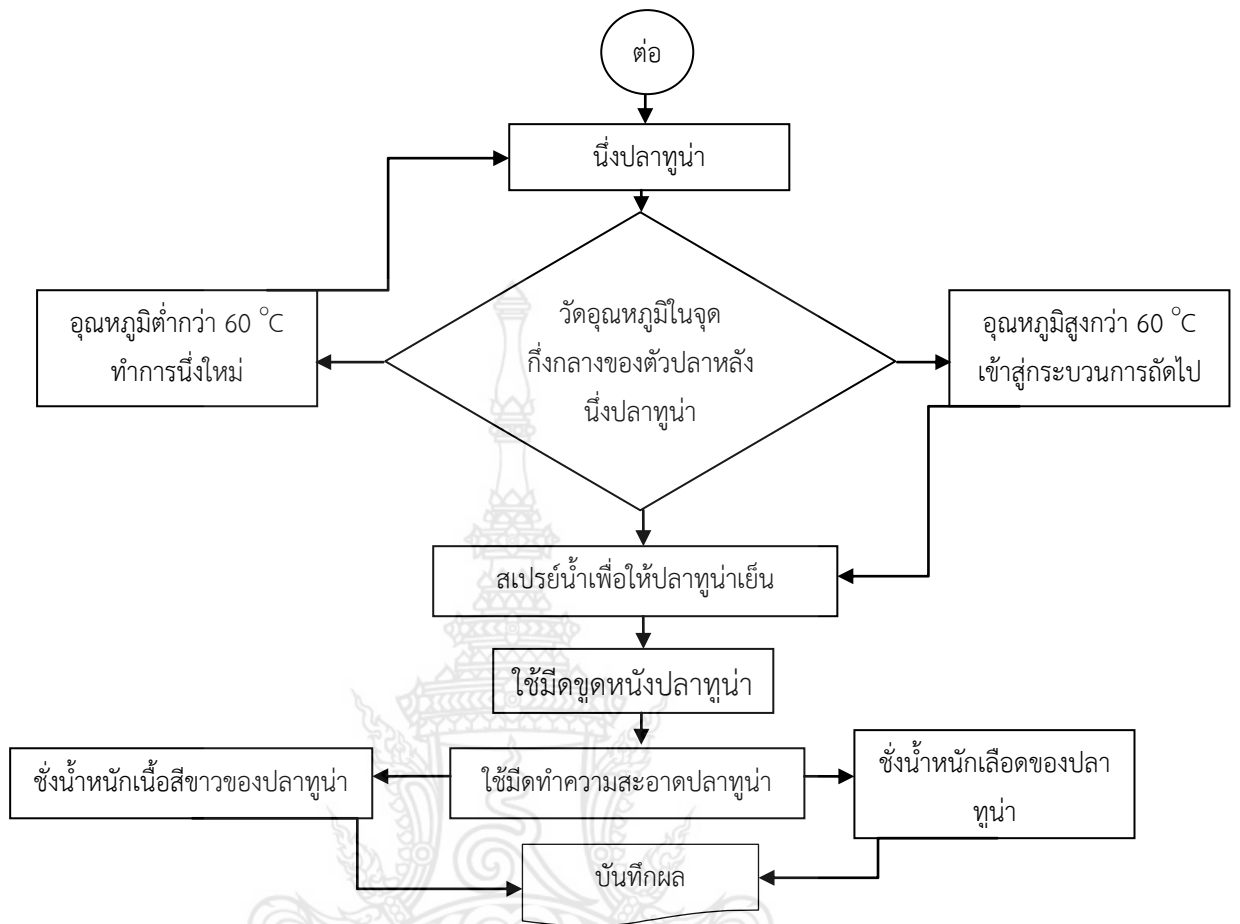 ต่อ
นึ่งปลาทูน่า
วัดอุณหภูมิในจุด
กึ่งกลางของตัวปลาหลัง
นึ่งปลาทูน่า
อุณหภูมิต่ำกว่า 60 °C
ทำการนึ่งใหม่
อุณหภูมิสูงกว่า 60 °C
เข้าสู่กระบวนการถัดไป
สเปรย์น้ำเพื่อให้ปลาทูน่าเย็น
ใช้มีดขูดหนังปลาทูน่า
ชั่งน้ำหนักเนื้อสีขาวของปลาทูน่า
ใช้มีดทำความสะอาดปลาทูน่า
ชั่งน้ำหนักเลือดของปลา
ทูน่า
บันทึกผล